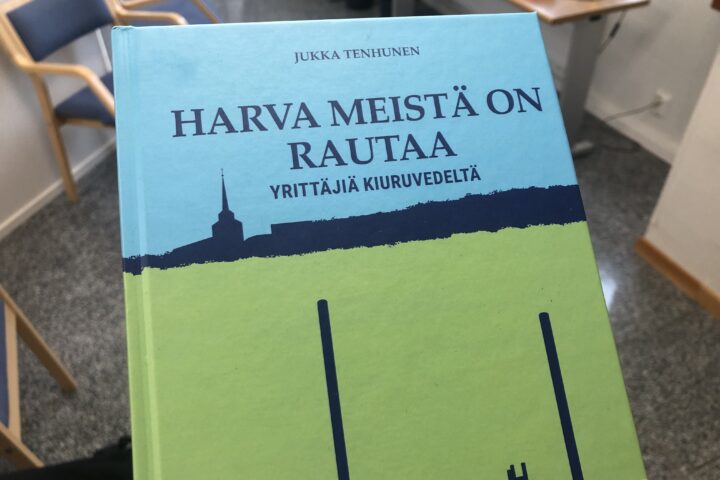 JUKKA TENHUNEN
HARVA MEISTÄ ON
RAUTAA
YRITTÄJIÄ KIURUVEDELTÄ